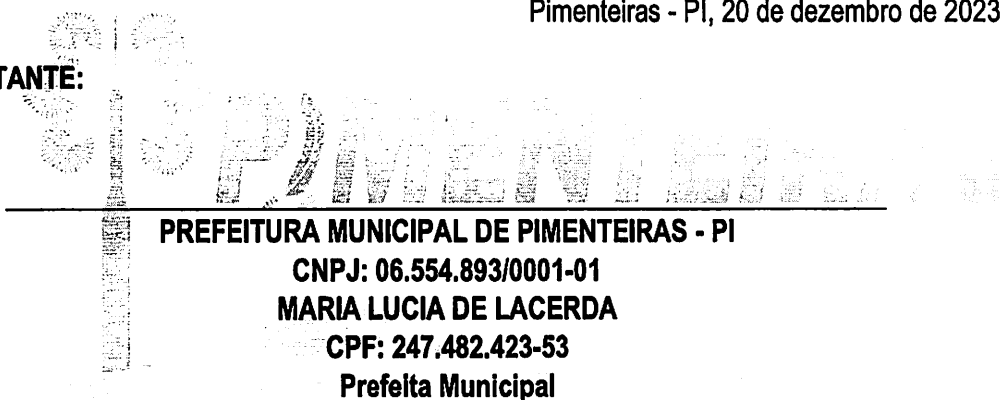 Pimenteiras - PI, 20 de dezembro de 2023
TANTE:
PIMENTEIRAS
PREFEITURA MUNICIPAL DE PIMENTEIRAS - PI
CNPJ: 06.554.893/0001-01
MARIA LUCIA DE LACERDA
CPF: 247.482.423-53
Prefeita Municipal